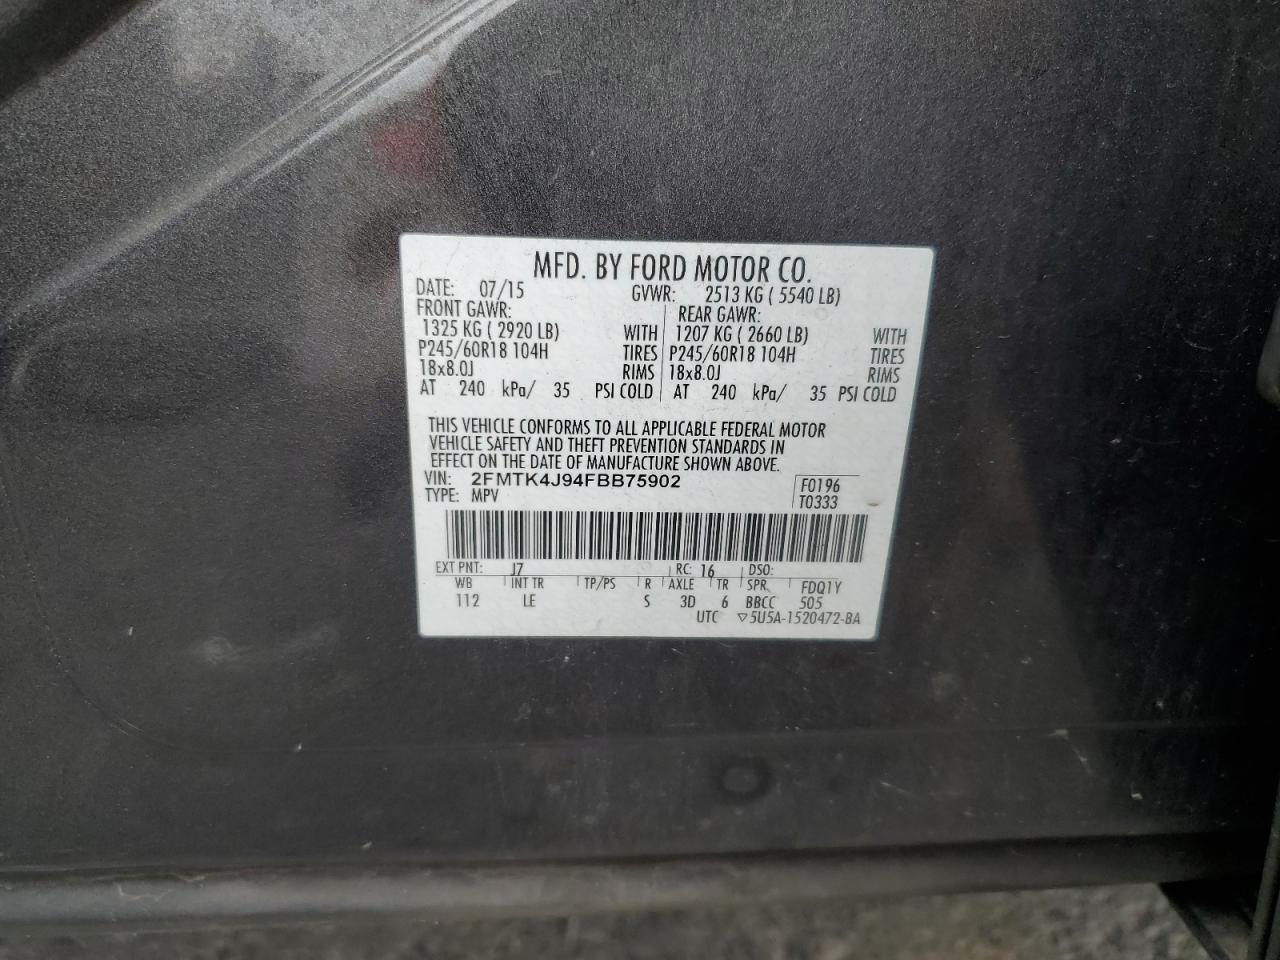 MFD. BY FORD MOTOR CO.
DATE: 07/15 GVWR: 2513 KG ( 5540 LB)
FRONT GAWR: REAR GAWR:
1325 KG ( 2920 LB) WITH 1207 KG ( 2660 LB) WITH
P245/60R18 104H TIRES P245/60R18 104H TIRES
18x8.0J RIMS 18x8.0J RIMS
AT 240 kPa/ 35 PSI COLD AT 240 kPa/ 35 PSI COLD
THIS VEHICLE CONFORMS TO ALL APPLICABLE FEDERAL MOTOR
VEHICLE SAFETY AND THEFT PREVENTION STANDARDS IN
EFFECT ON THE DATE OF MANUFACTURE SHOWN ABOVE.
VIN: 2FMTK4J94FBB75902 F0196
TYPE: MPV T0333
EXT PNT: J7 RC: 16 DSO:
WB INT TR TP/PS R AXLE TR SPR FDQ1Y
112 LE S 3D 6 BBCC 505
UTC ▽5U5A-1520472-BA